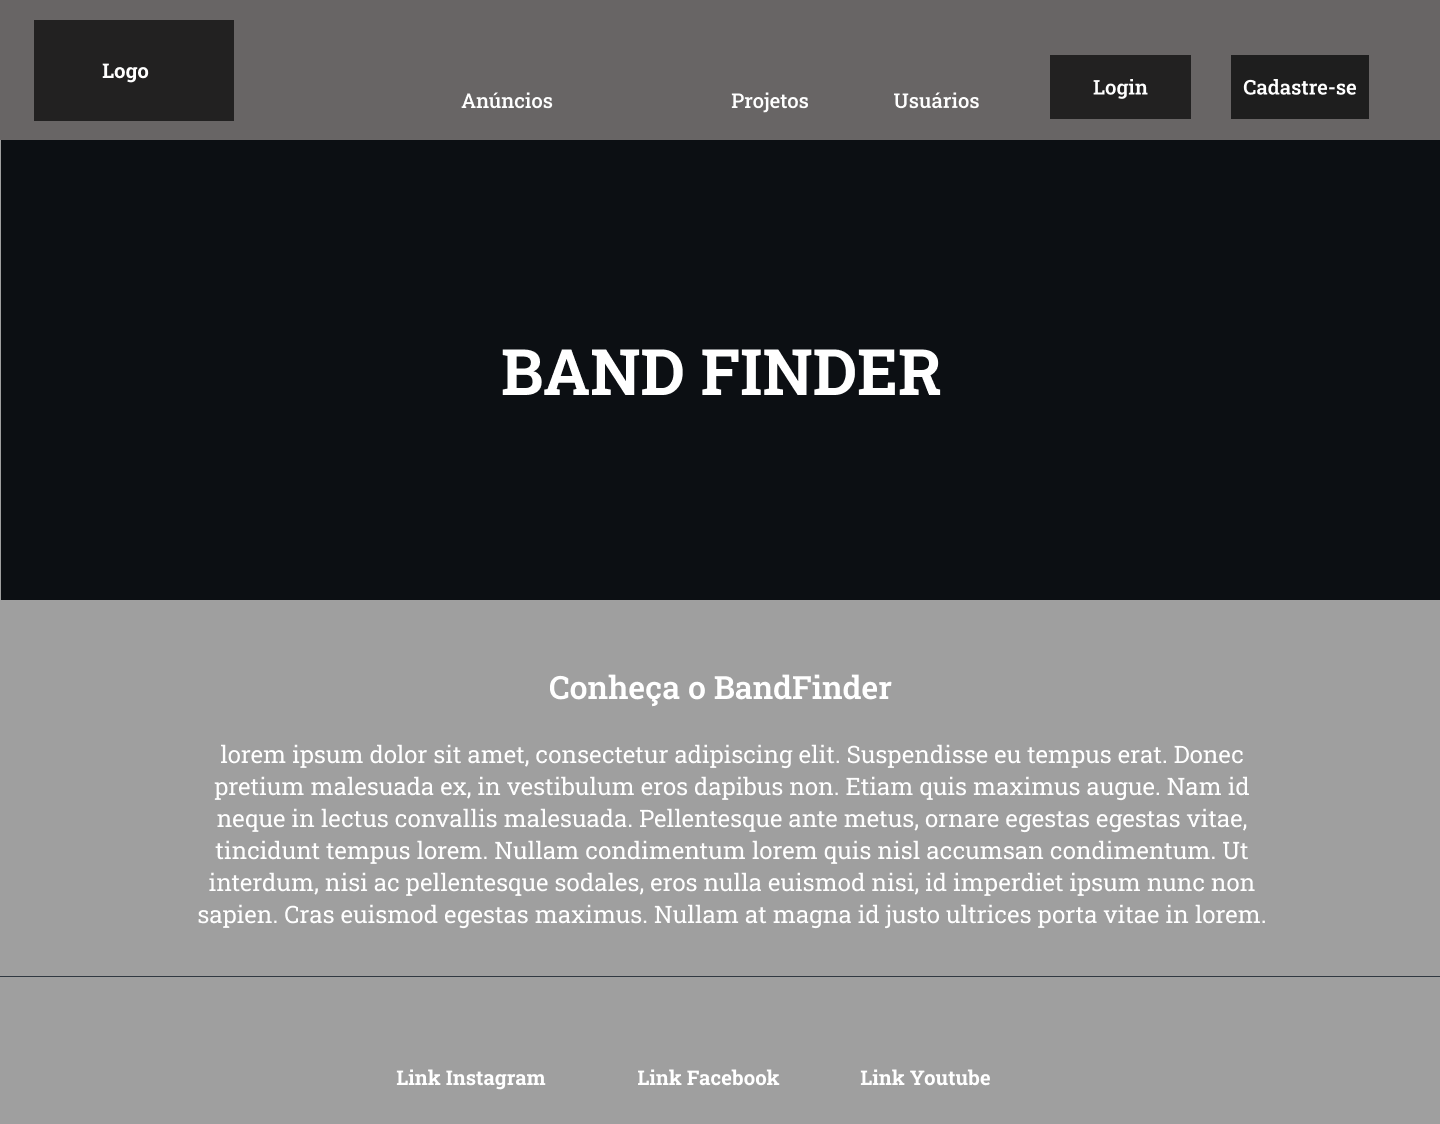 Logo
Anúncios
Projetos
Usuários
Login
Cadastre-se
BAND FINDER
Conheça o BandFinder
lorem ipsum dolor sit amet, consectetur adipiscing elit. Suspendisse eu tempus erat. Donec
pretium malesuada ex, in vestibulum eros dapibus non. Etiam quis maximus augue. Nam id
neque in lectus convallis malesuada. Pellentesque ante metus, ornare egestas egestas vitae,
tincidunt tempus lorem. Nullam condimentum lorem quis nisl accumsan condimentum. Ut
interdum, nisi ac pellentesque sodales, eros nulla euismod nisi, id imperdiet ipsum nunc non
sapien. Cras euismod egestas maximus. Nullam at magna id justo ultrices porta vitae in lorem.
Link Instagram
Link Facebook
Link Youtube